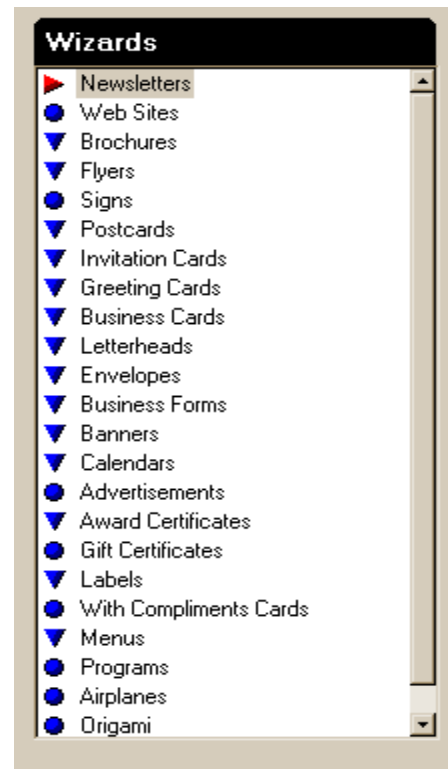 Wizards
Newsletters
Web Sites
Brochures
Flyers
Signs
Postcards
Invitation Cards
Greeting Cards
Business Cards
Letterheads
Envelopes
Business Forms
Banners
Calendars
Advertisements
Award Certificates
Gift Certificates
Labels
With Compliments Cards
Menus
Programs
Airplanes
Origami